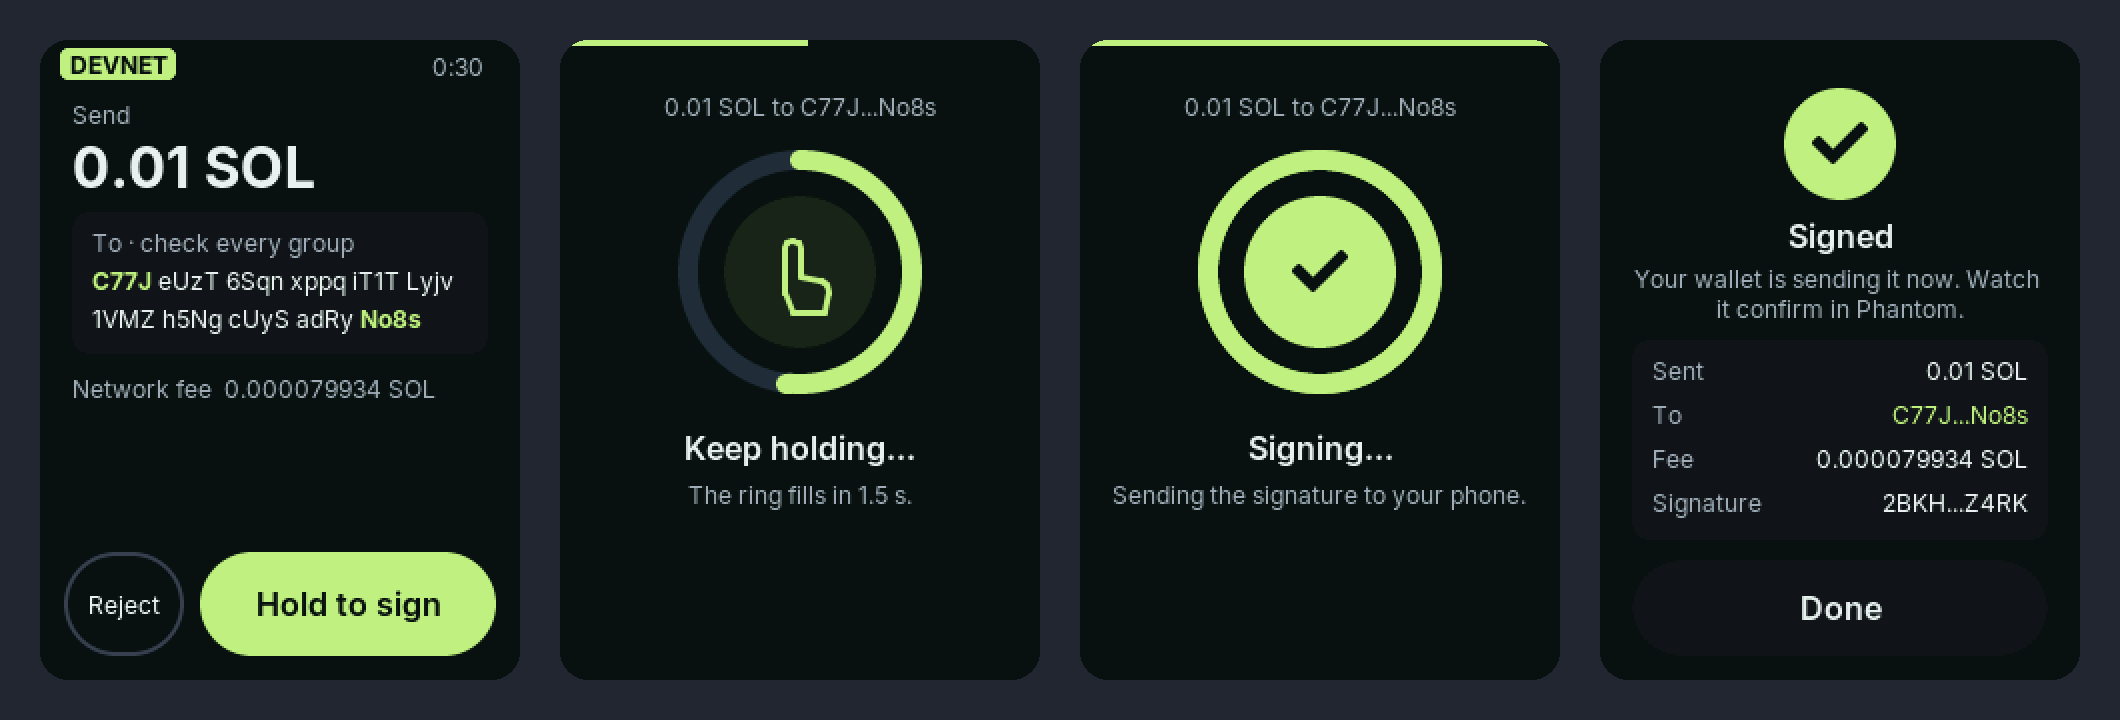 DEVNET
0:30
Send
0.01 SOL
To · check every group
C77J eUzT 6Sqn xppq iT1T Lyjv
1VMZ h5Ng cUyS adRy No8s
Network fee 0.000079934 SOL
Reject
Hold to sign
0.01 SOL to C77J...No8s
Keep holding...
The ring fills in 1.5 s.
0.01 SOL to C77J...No8s
Signing...
Sending the signature to your phone.
Signed
Your wallet is sending it now. Watch
it confirm in Phantom.
Sent 0.01 SOL
To C77J...No8s
Fee 0.000079934 SOL
Signature 2BKH...Z4RK
Done